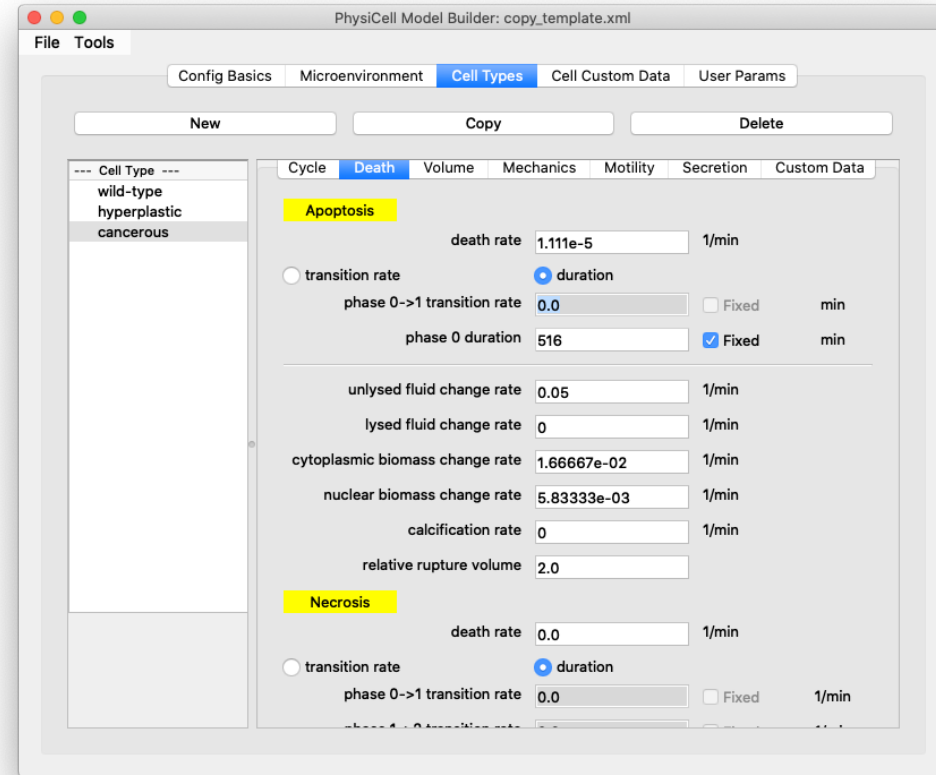 PhysiCell Model Builder: copy_template.xml
File Tools
Config Basics Microenvironment Cell Types Cell Custom Data User Params
New Copy Delete
--- Cell Type ---
wild-type
hyperplastic
cancerous
Cycle Death Volume Mechanics Motility Secretion Custom Data
Apoptosis
death rate 1.111e-5 1/min
transition rate duration
phase 0->1 transition rate 0.0 Fixed min
phase 0 duration 516 Fixed min
unlysed fluid change rate 0.05 1/min
lysed fluid change rate 0 1/min
cytoplasmic biomass change rate 1.66667e-02 1/min
nuclear biomass change rate 5.83333e-03 1/min
calcification rate 0 1/min
relative rupture volume 2.0
Necrosis
death rate 0.0 1/min
transition rate duration
phase 0->1 transition rate 0.0 Fixed 1/min